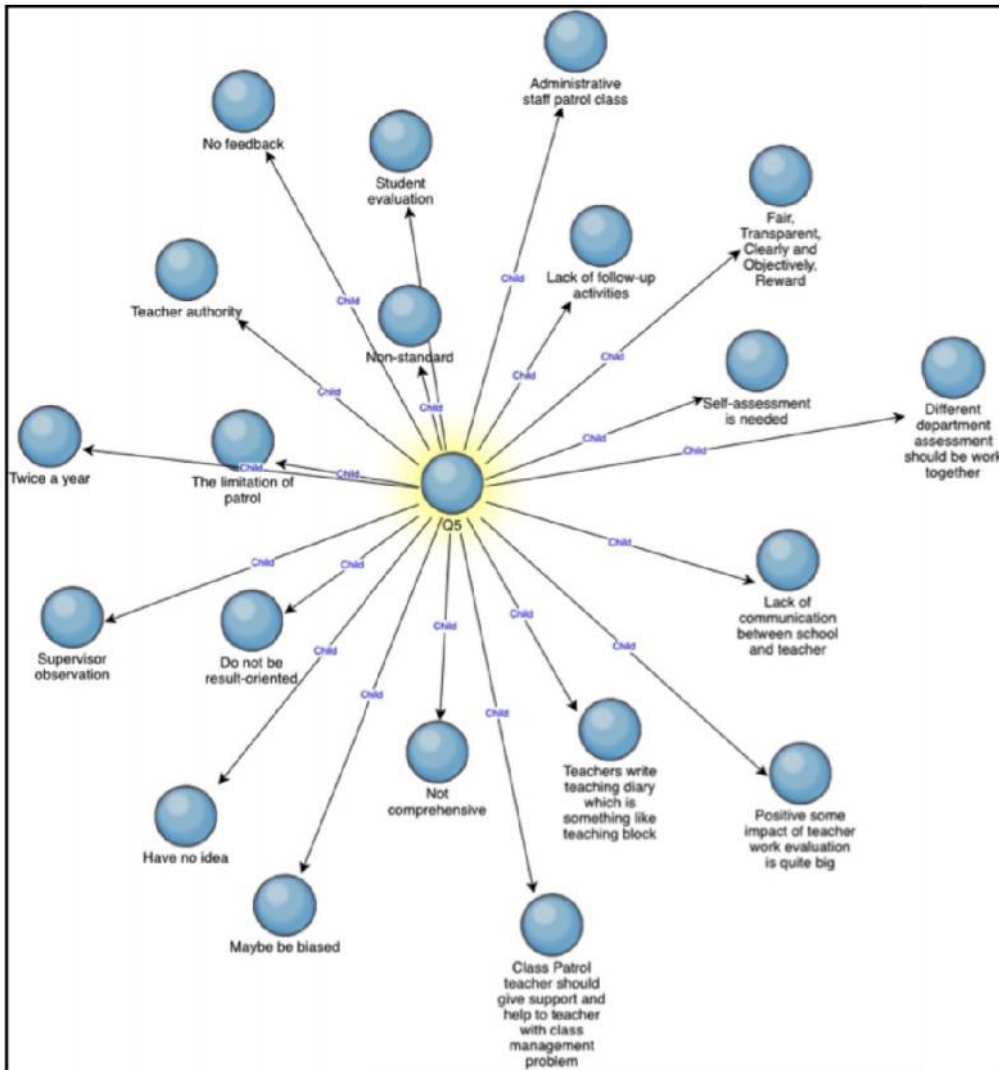 Administrative
staff patrol class
No feedback
Student
evaluation
Fair,
Transparent,
Clearly and
Objectively,
Reward
Lack of follow-up
activities
Child
Child
Teacher authority
Non-standard
Child
Child
Child
Child
Child
Self-assessment
is needed
Child
Different
department
assessment
should be work
together
Child
Twice a year
The limitation of
patrol
Child
Child
Q5
Child
Child
Child
Lack of
communication
between school
and teacher
Supervisor
observation
Do not be
result-oriented
Child
Child
Child
Child
Child
Child
Teachers write
teaching diary
which is
something like
teaching block
Not
comprehensive
Positive some
impact of teacher
work evaluation
is quite big
Have no idea
Maybe be biased
Class Patrol
teacher should
give support and
help to teacher
with class
management
problem